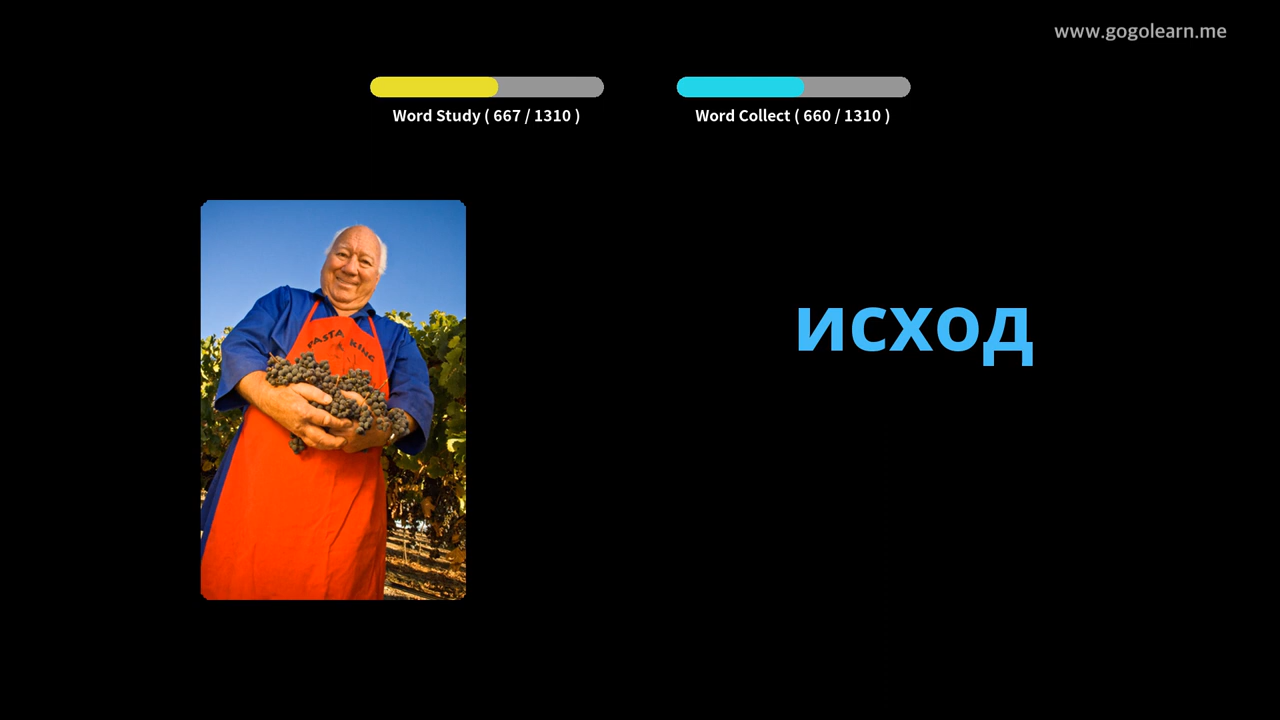 www.gogolearn.me
Word Study ( 667 / 1310 )
Word Collect ( 660 / 1310 )
PASTA KING
исход